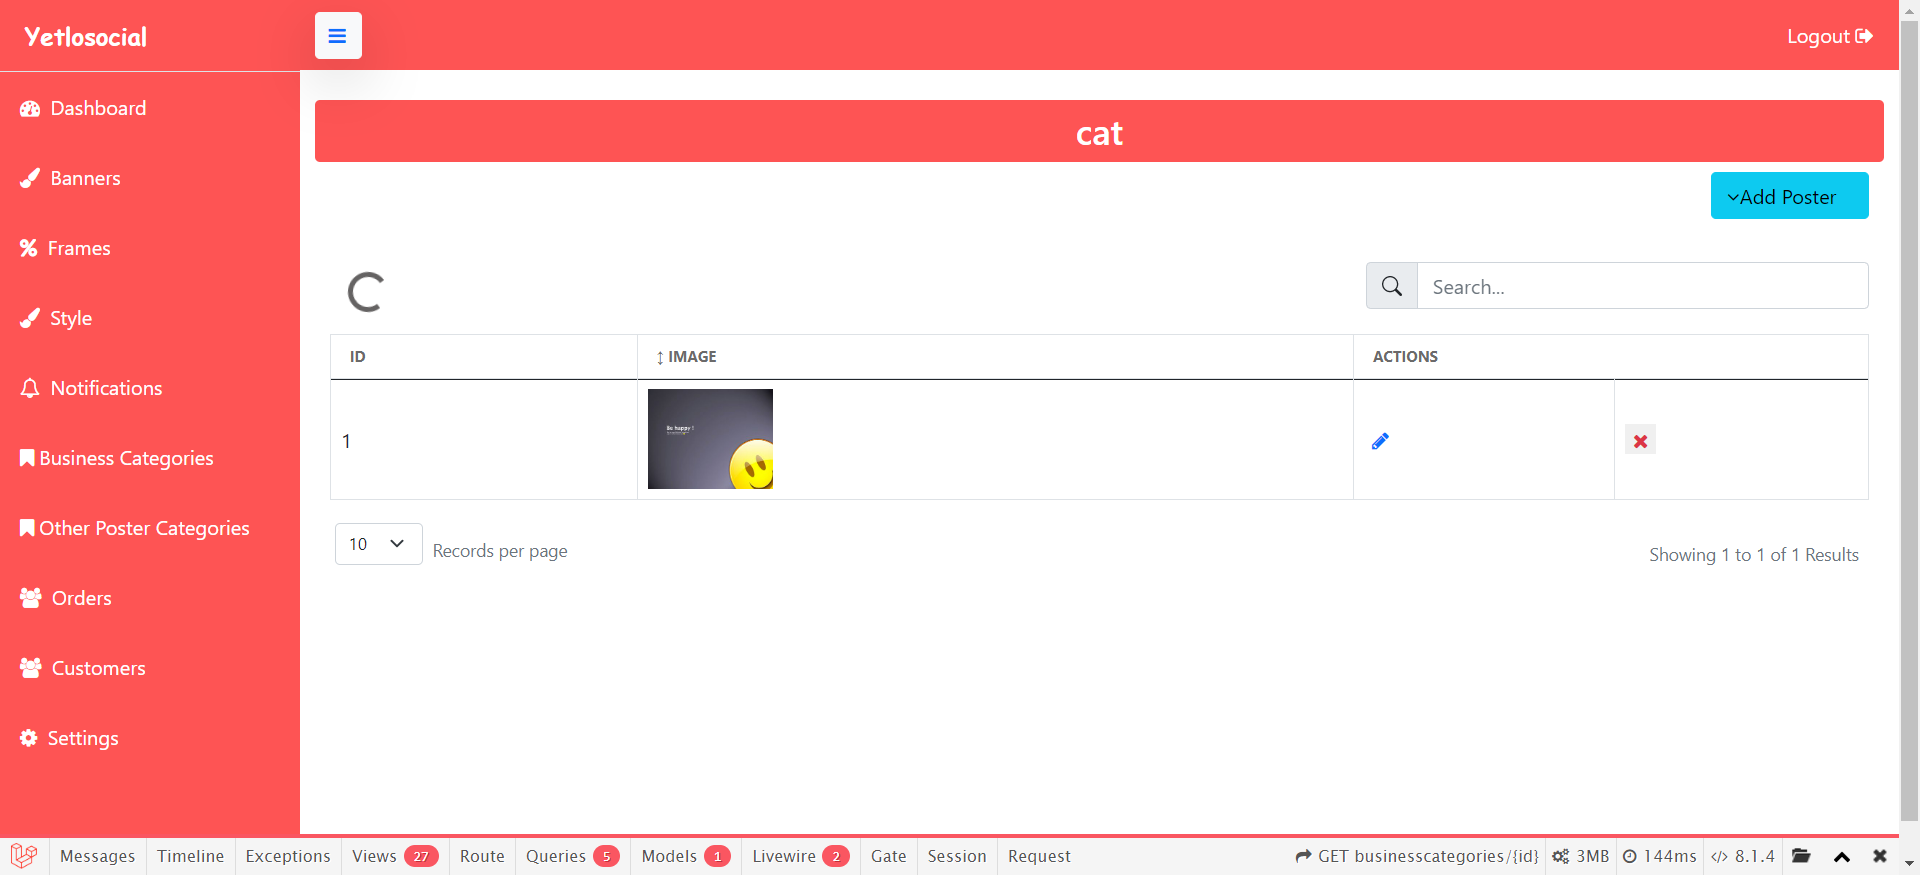 Yetlosocial
Logout
Dashboard
Banners
Frames
Style
Notifications
Business Categories
Other Poster Categories
Orders
Customers
Settings
cat
Add Poster
Search...
ID
IMAGE
ACTIONS
1
Be happy !
10
Records per page
Showing 1 to 1 of 1 Results
Messages
Timeline
Exceptions
Views 27
Route
Queries 5
Models 1
Livewire 2
Gate
Session
Request
GET businesscategories/{id}
3MB
144ms
8.1.4